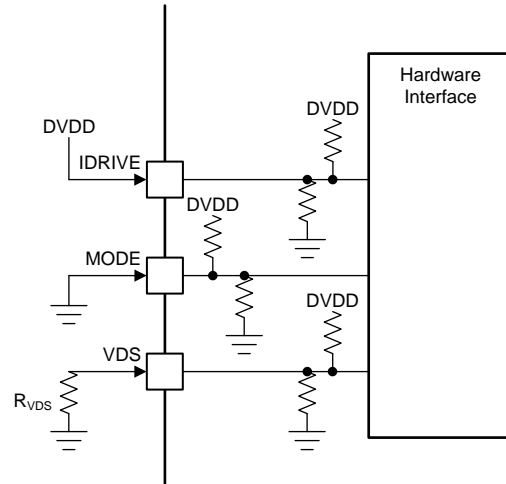 Hardware
Interface
DVDD
DVDD
IDRIVE
DVDD
MODE
DVDD
VDS
RVDS